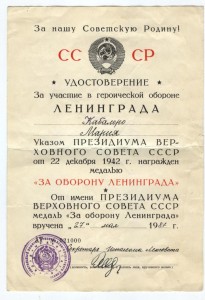 За нашу Советскую Родину!
СС СР
УДОСТОВЕРЕНИЕ
За участие в героической обороне
ЛЕНИНГРАДА
Мария
Указом ПРЕЗИДИУМА ВЕР-
ХОВНОГО СОВЕТА СССР
от 22 декабря 1942 г. награжден
медалью
«ЗА ОБОРОНУ ЛЕНИНГРАДА»
От имени ПРЕЗИДИУМА
ВЕРХОВНОГО СОВЕТА СССР
медаль «За оборону Ленинграда»
вручена «27» мая